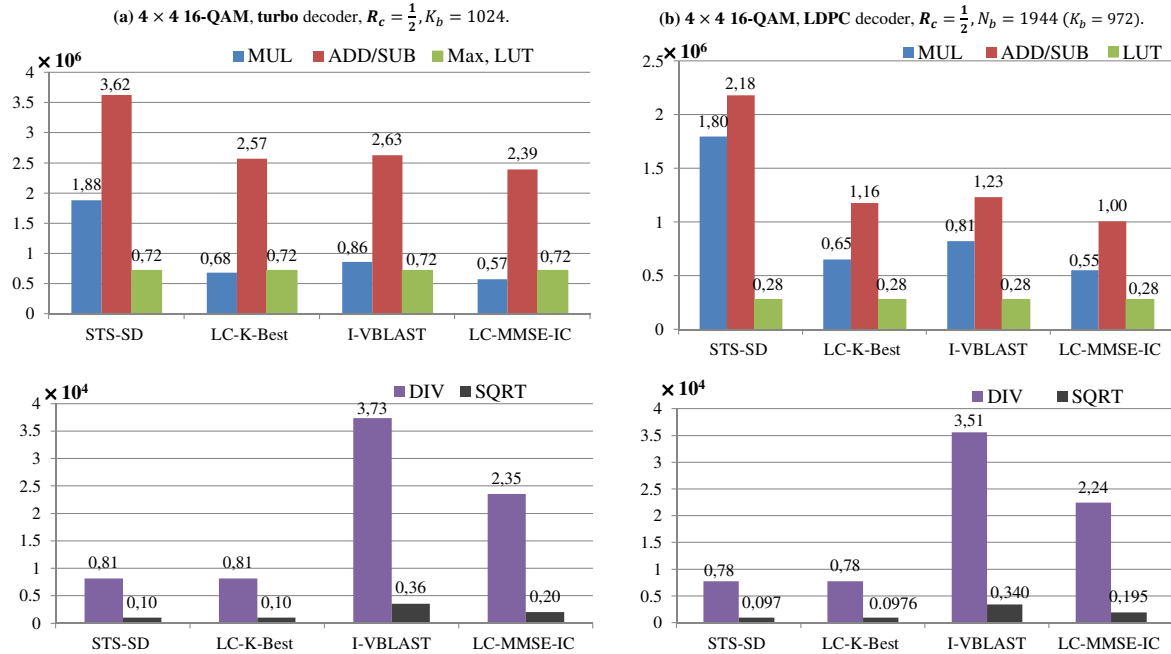 (a) 4 × 4 16-QAM, turbo decoder, R_c = 1/2, K_b = 1024.
× 10^6
MUL ADD/SUB Max, LUT
4
3.5
3
2.5
2
1.5
1
0.5
0
1,88 3,62 0,72
0,68 2,57 0,72
0,86 2,63 0,72
0,57 2,39 0,72
STS-SD LC-K-Best I-VBLAST LC-MMSE-IC
× 10^4
DIV SQRT
4
3.5
3
2.5
2
1.5
1
0.5
0
0,81 0,10
0,81 0,10
3,73 0,36
2,35 0,20
STS-SD LC-K-Best I-VBLAST LC-MMSE-IC
(b) 4 × 4 16-QAM, LDPC decoder, R_c = 1/2, N_b = 1944 (K_b = 972).
× 10^6
MUL ADD/SUB LUT
2.5
2
1.5
1
0.5
0
1,80 2,18 0,28
0,65 1,16 0,28
0,81 1,23 0,28
0,55 1,00 0,28
STS-SD LC-K-Best I-VBLAST LC-MMSE-IC
× 10^4
DIV SQRT
4
3.5
3
2.5
2
1.5
1
0.5
0
0,78 0,097
0,78 0.0976
3,51 0,340
2,24 0,195
STS-SD LC-K-Best I-VBLAST LC-MMSE-IC